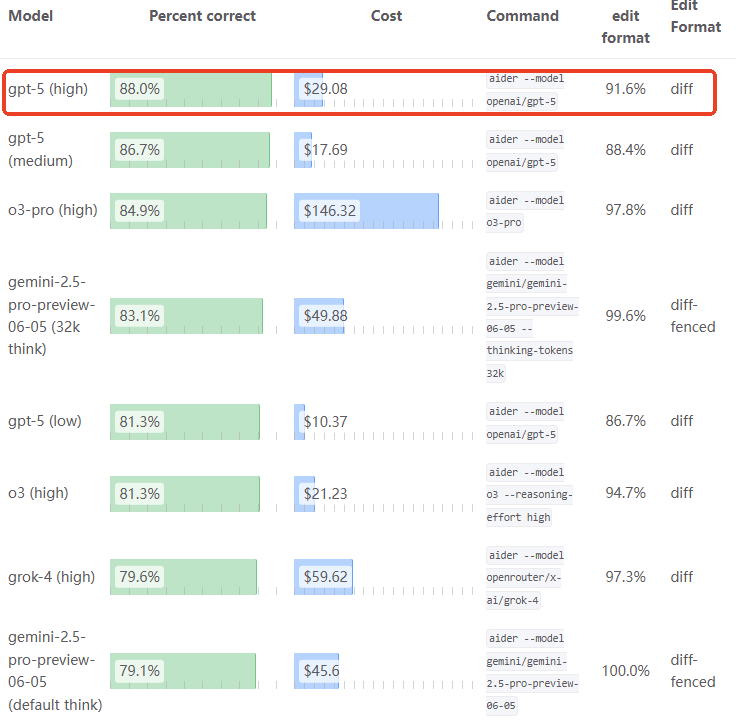 Model Percent correct Cost Command edit format Edit Format
gpt-5 (high) 88.0% $29.08 aider --model openai/gpt-5 91.6% diff
gpt-5 (medium) 86.7% $17.69 aider --model openai/gpt-5 88.4% diff
o3-pro (high) 84.9% $146.32 aider --model o3-pro 97.8% diff
gemini-2.5-pro-preview-06-05 (32k think) 83.1% $49.88 aider --model gemini/gemini-2.5-pro-preview-06-05 --thinking-tokens 32k 99.6% diff-fenced
gpt-5 (low) 81.3% $10.37 aider --model openai/gpt-5 86.7% diff
o3 (high) 81.3% $21.23 aider --model o3 --reasoning-effort high 94.7% diff
grok-4 (high) 79.6% $59.62 aider --model openrouter/x-ai/grok-4 97.3% diff
gemini-2.5-pro-preview-06-05 (default think) 79.1% $45.6 aider --model gemini/gemini-2.5-pro-preview-06-05 100.0% diff-fenced